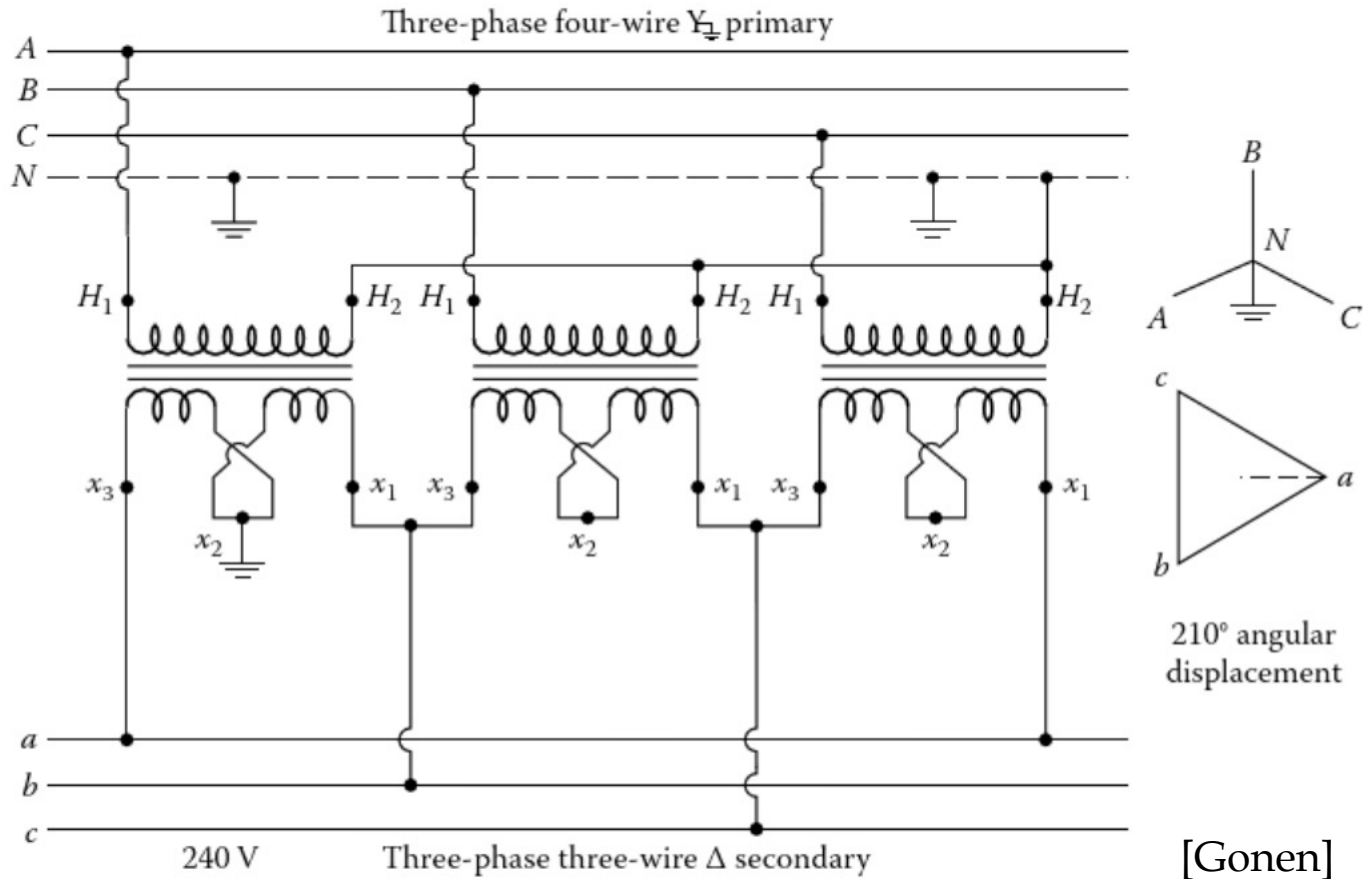 Three-phase four-wire Y primary
A
B
C
N
B
N
A
C
H₁
H₂
H₁
H₂
H₁
H₂
c
a
b
x₃
x₁
x₃
x₁
x₃
x₁
x₂
x₂
x₂
210° angular
displacement
a
b
c
240 V
Three-phase three-wire Δ secondary
[Gonen]